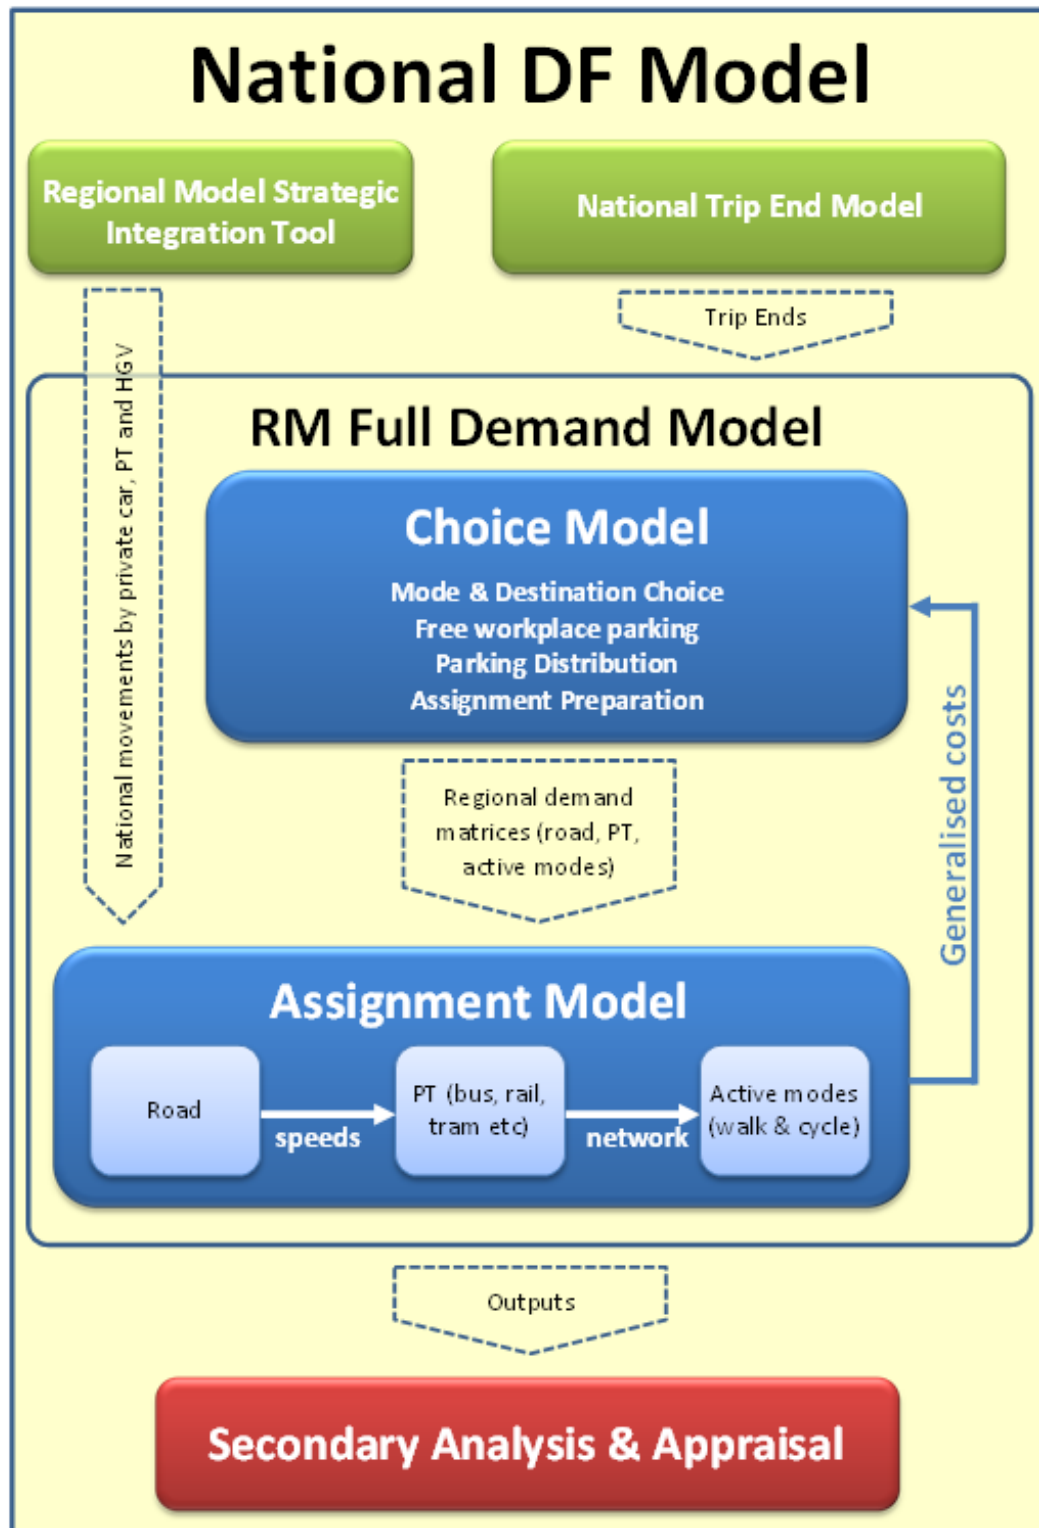 National DF Model
Regional Model Strategic
Integration Tool
National Trip End Model
Trip Ends
National movements by private car, PT and HGV
RM Full Demand Model
Choice Model
Mode & Destination Choice
Free workplace parking
Parking Distribution
Assignment Preparation
Regional demand
matrices (road, PT,
active modes)
Generalised costs
Assignment Model
Road
speeds
PT (bus, rail,
tram etc)
network
Active modes
(walk & cycle)
Outputs
Secondary Analysis & Appraisal